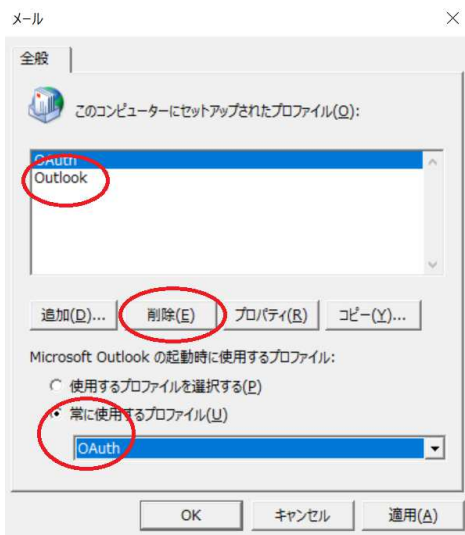 メール
全般
このコンピューターにセットアップされたプロファイル(O):
OAuth
Outlook
追加(D)... 削除(E) プロパティ(R) コピー(Y)...
Microsoft Outlook の起動時に使用するプロファイル:
使用するプロファイルを選択する(P)
常に使用するプロファイル(U)
OAuth
OK キャンセル 適用(A)